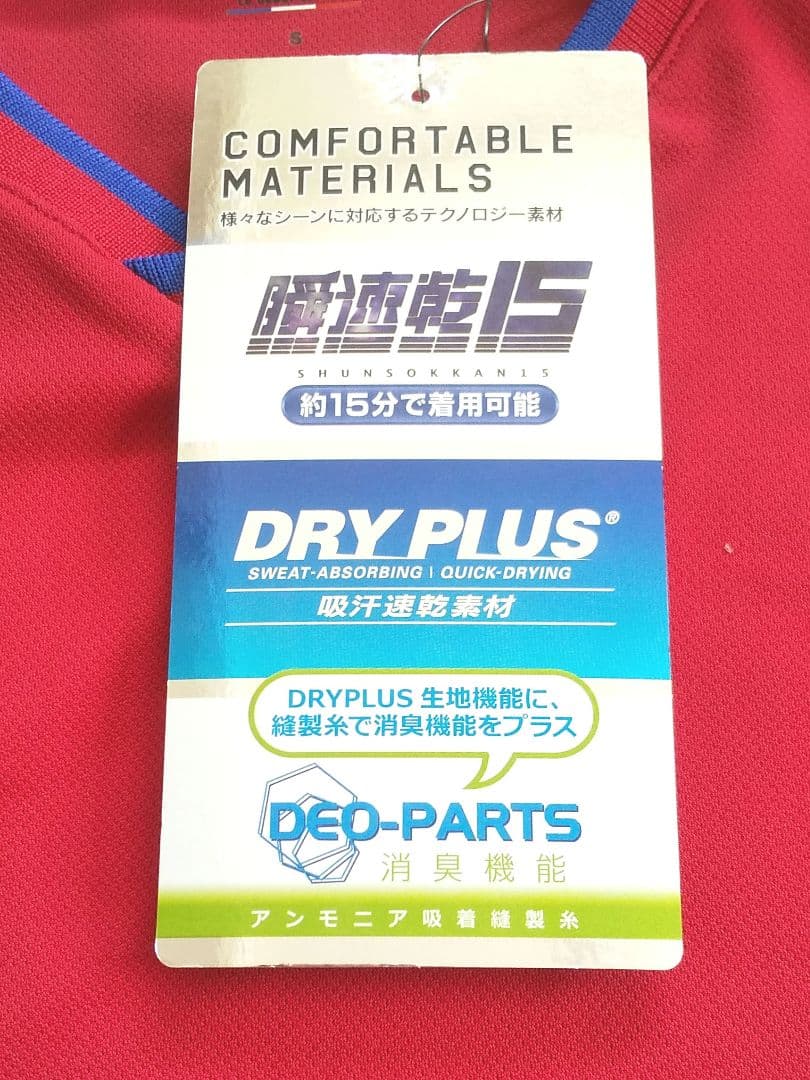 S
COMFORTABLE
MATERIALS
様々なシーンに対応するテクノロジー素材
瞬速乾15
SHUNSOKKAN15
約15分で着用可能
DRY PLUS®
SWEAT-ABSORBING | QUICK-DRYING
吸汗速乾素材
DRYPLUS 生地機能に、
縫製糸で消臭機能をプラス
DEO-PARTS
消臭機能
アンモニア吸着縫製糸